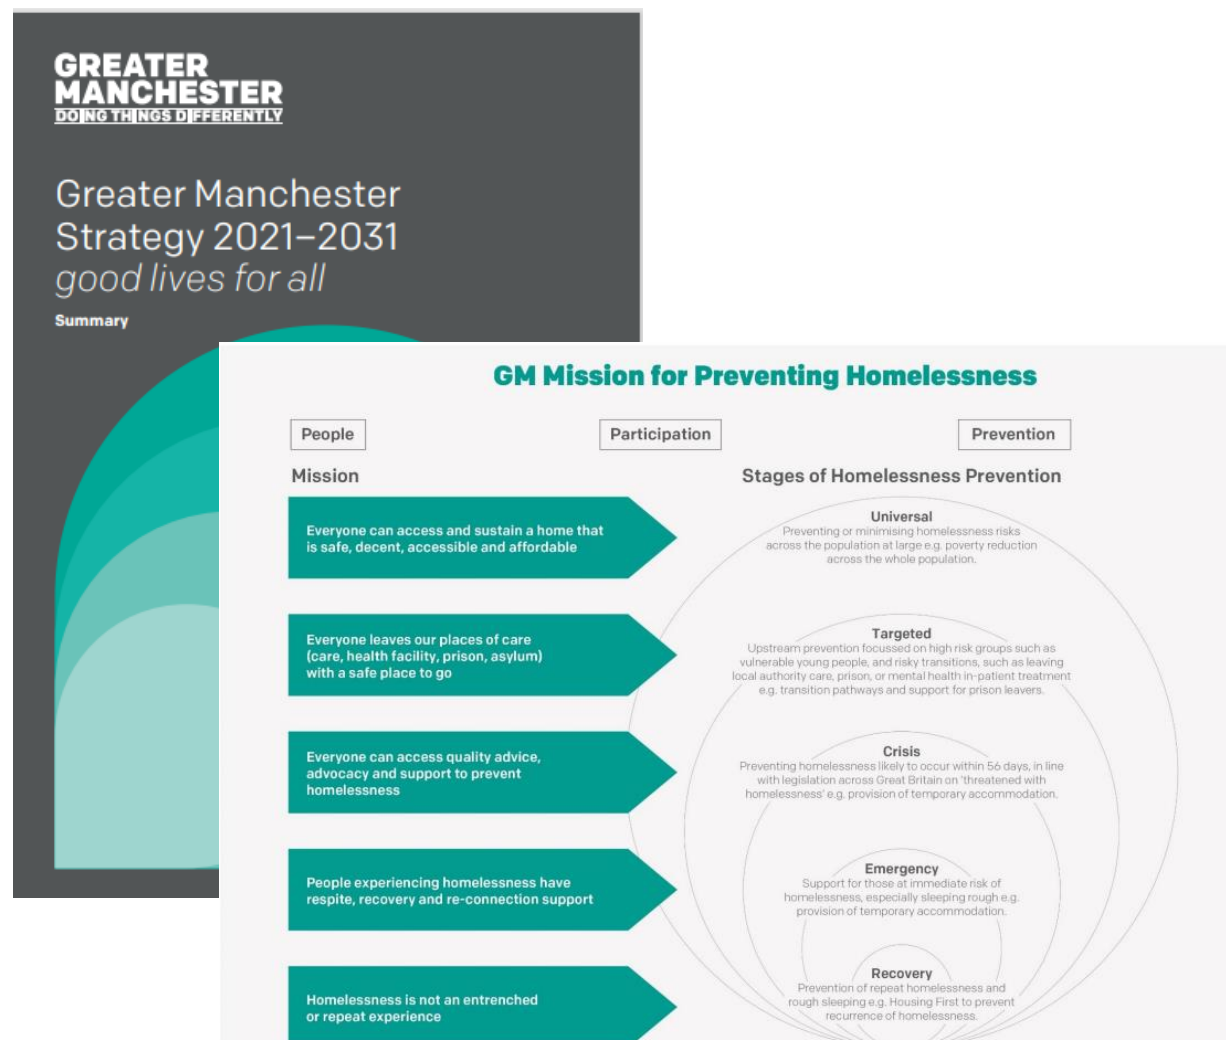 GREATER
MANCHESTER
DOING THINGS DIFFERENTLY
Greater Manchester
Strategy 2021–2031
good lives for all
Summary
GM Mission for Preventing Homelessness
People
Participation
Prevention
Mission
Stages of Homelessness Prevention
Everyone can access and sustain a home that
is safe, decent, accessible and affordable
Universal
Preventing or minimising homelessness risks
across the population at large e.g. poverty reduction
across the whole population.
Everyone leaves our places of care
(care, health facility, prison, asylum)
with a safe place to go
Targeted
Upstream prevention focussed on high risk groups such as
vulnerable young people, and risky transitions, such as leaving
local authority care, prison, or mental health in-patient treatment
e.g. transition pathways and support for prison leavers.
Everyone can access quality advice,
advocacy and support to prevent
homelessness
Crisis
Preventing homelessness likely to occur within 56 days, in line
with legislation across Great Britain on 'threatened with
homelessness' e.g. provision of temporary accommodation.
People experiencing homelessness have
respite, recovery and re-connection support
Emergency
Support for those at immediate risk of
homelessness, especially sleeping rough e.g.
provision of temporary accommodation.
Homelessness is not an entrenched
or repeat experience
Recovery
Prevention of repeat homelessness and
rough sleeping e.g. Housing First to prevent
recurrence of homelessness.